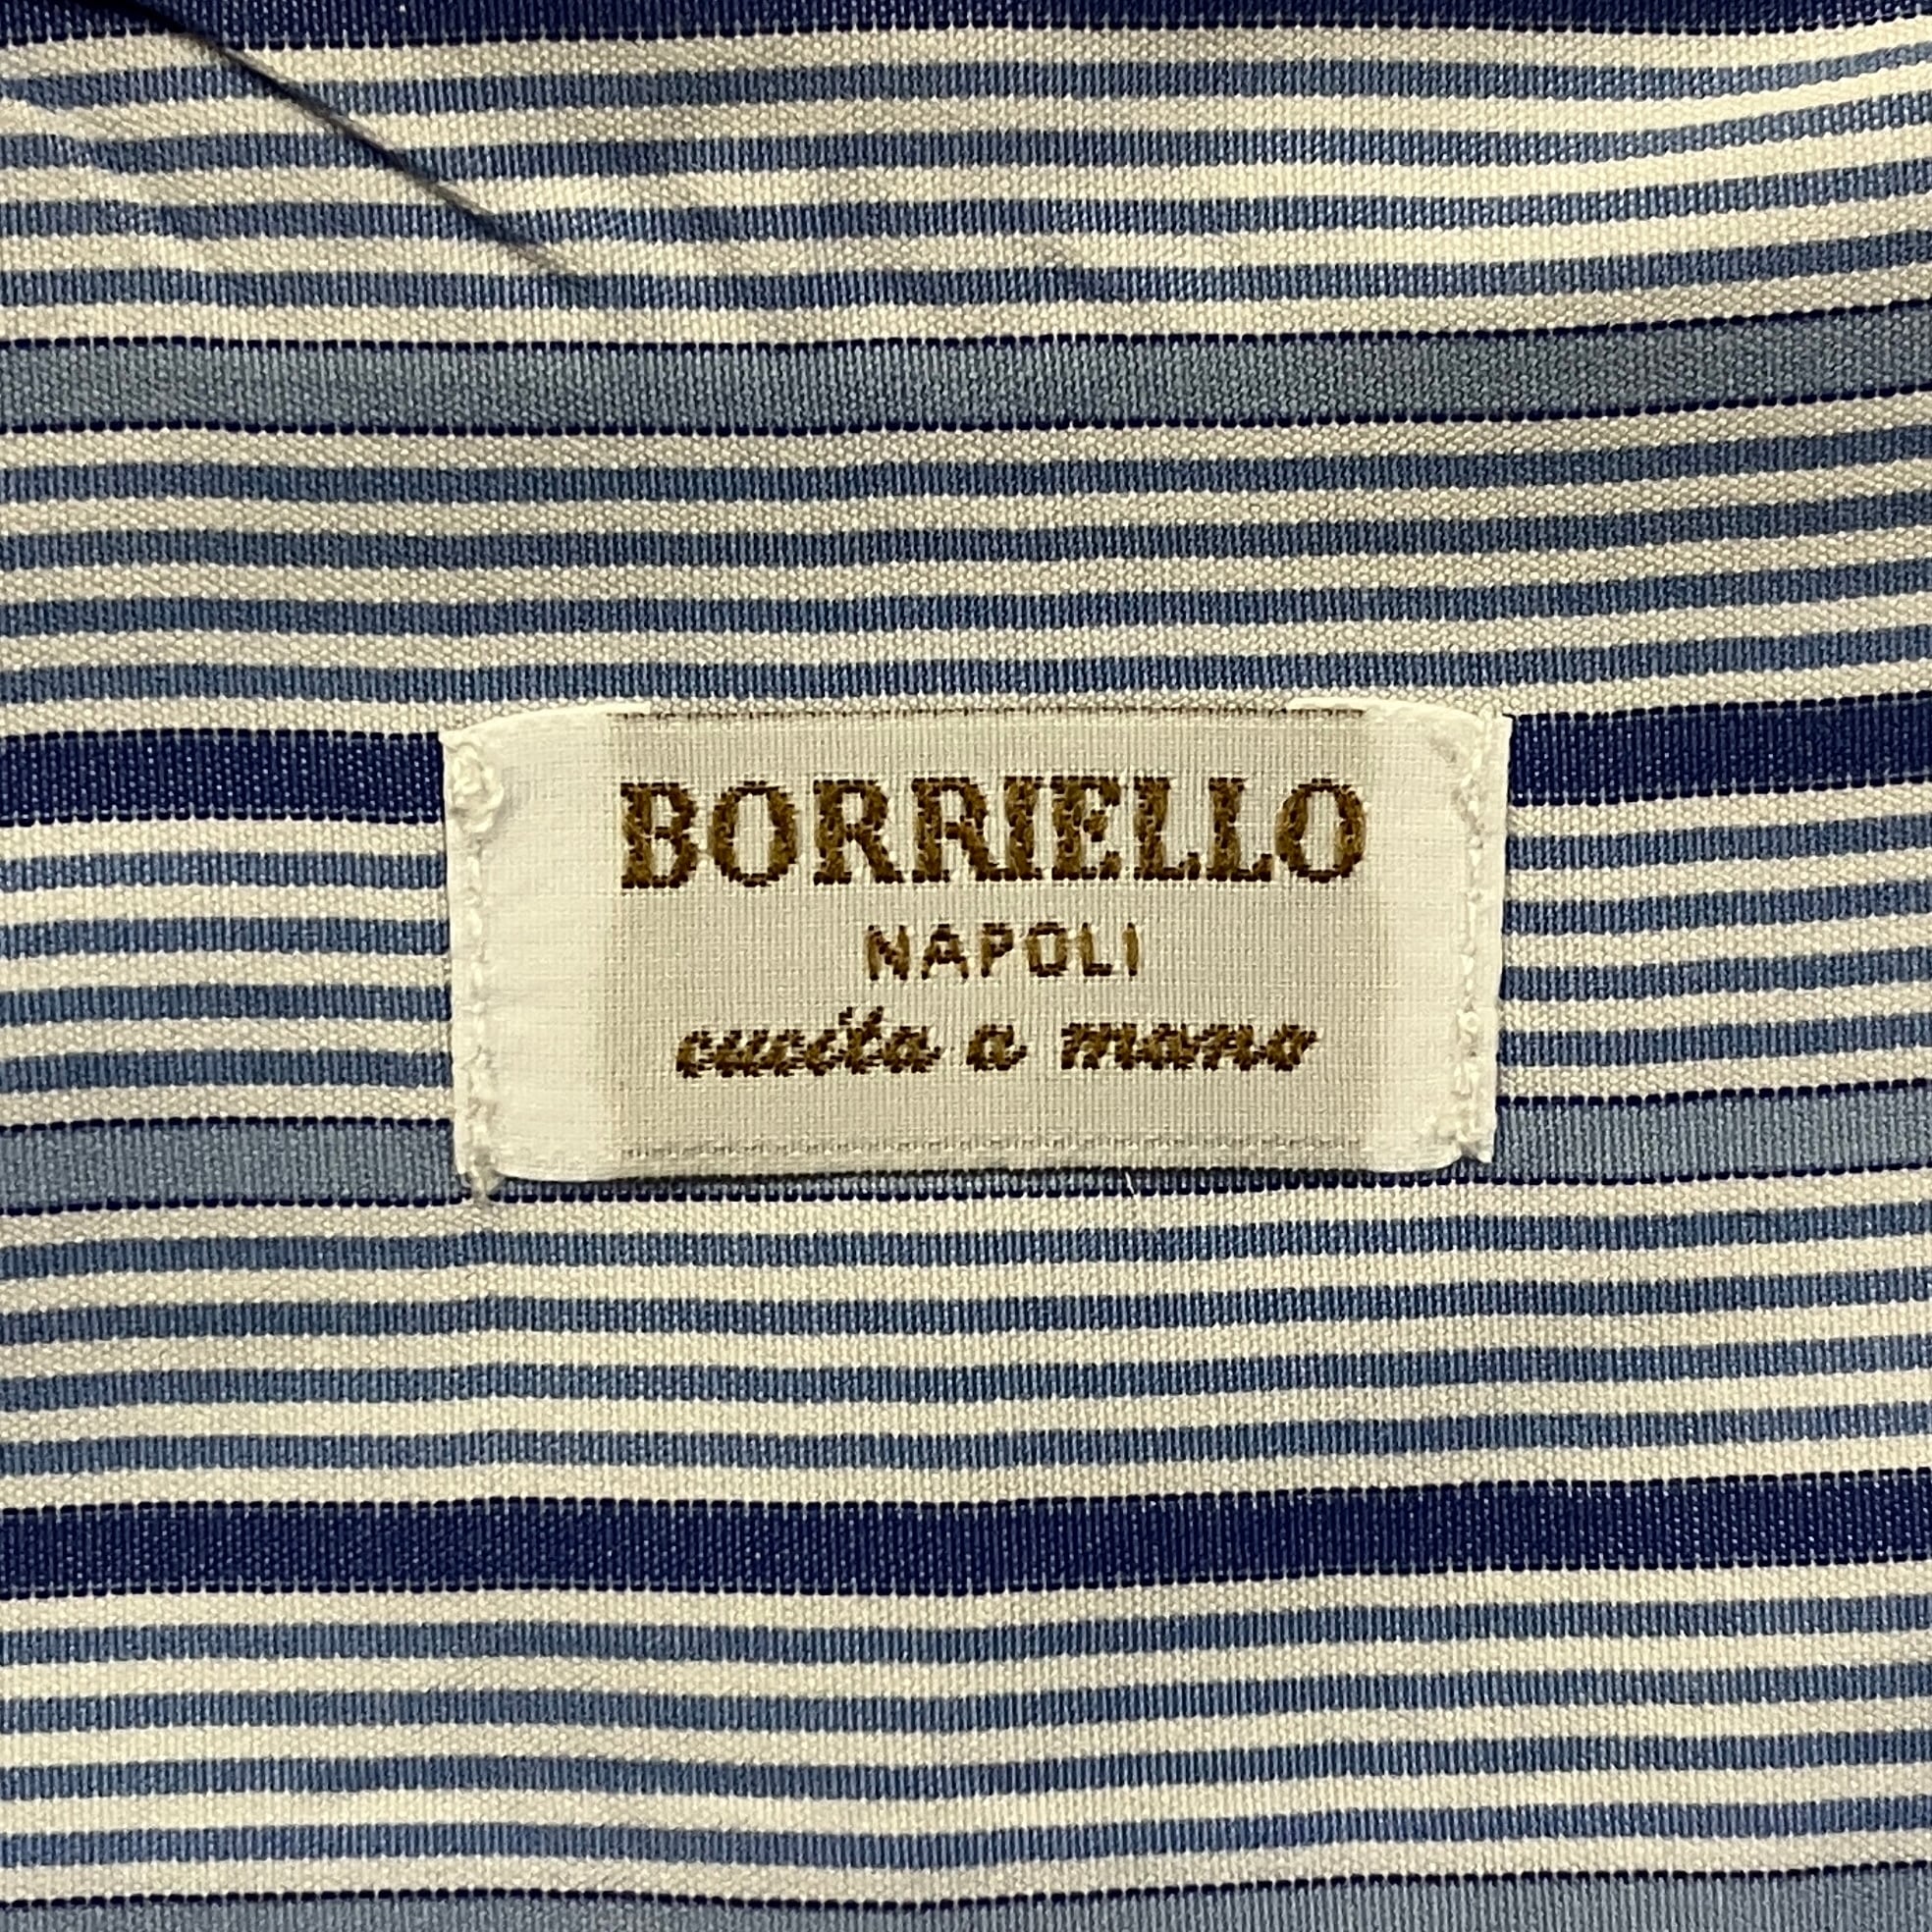 BORRIELLO
NAPOLI
cucita a mano